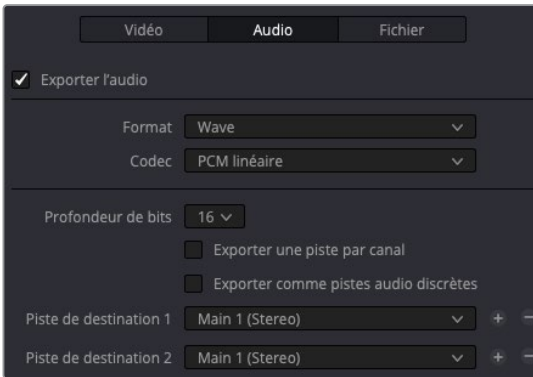 Vidéo Audio Fichier
Exporter l’audio
Format Wave
Codec PCM linéaire
Profondeur de bits 16
Exporter une piste par canal
Exporter comme pistes audio discrètes
Piste de destination 1 Main 1 (Stereo) + −
Piste de destination 2 Main 1 (Stereo) + −